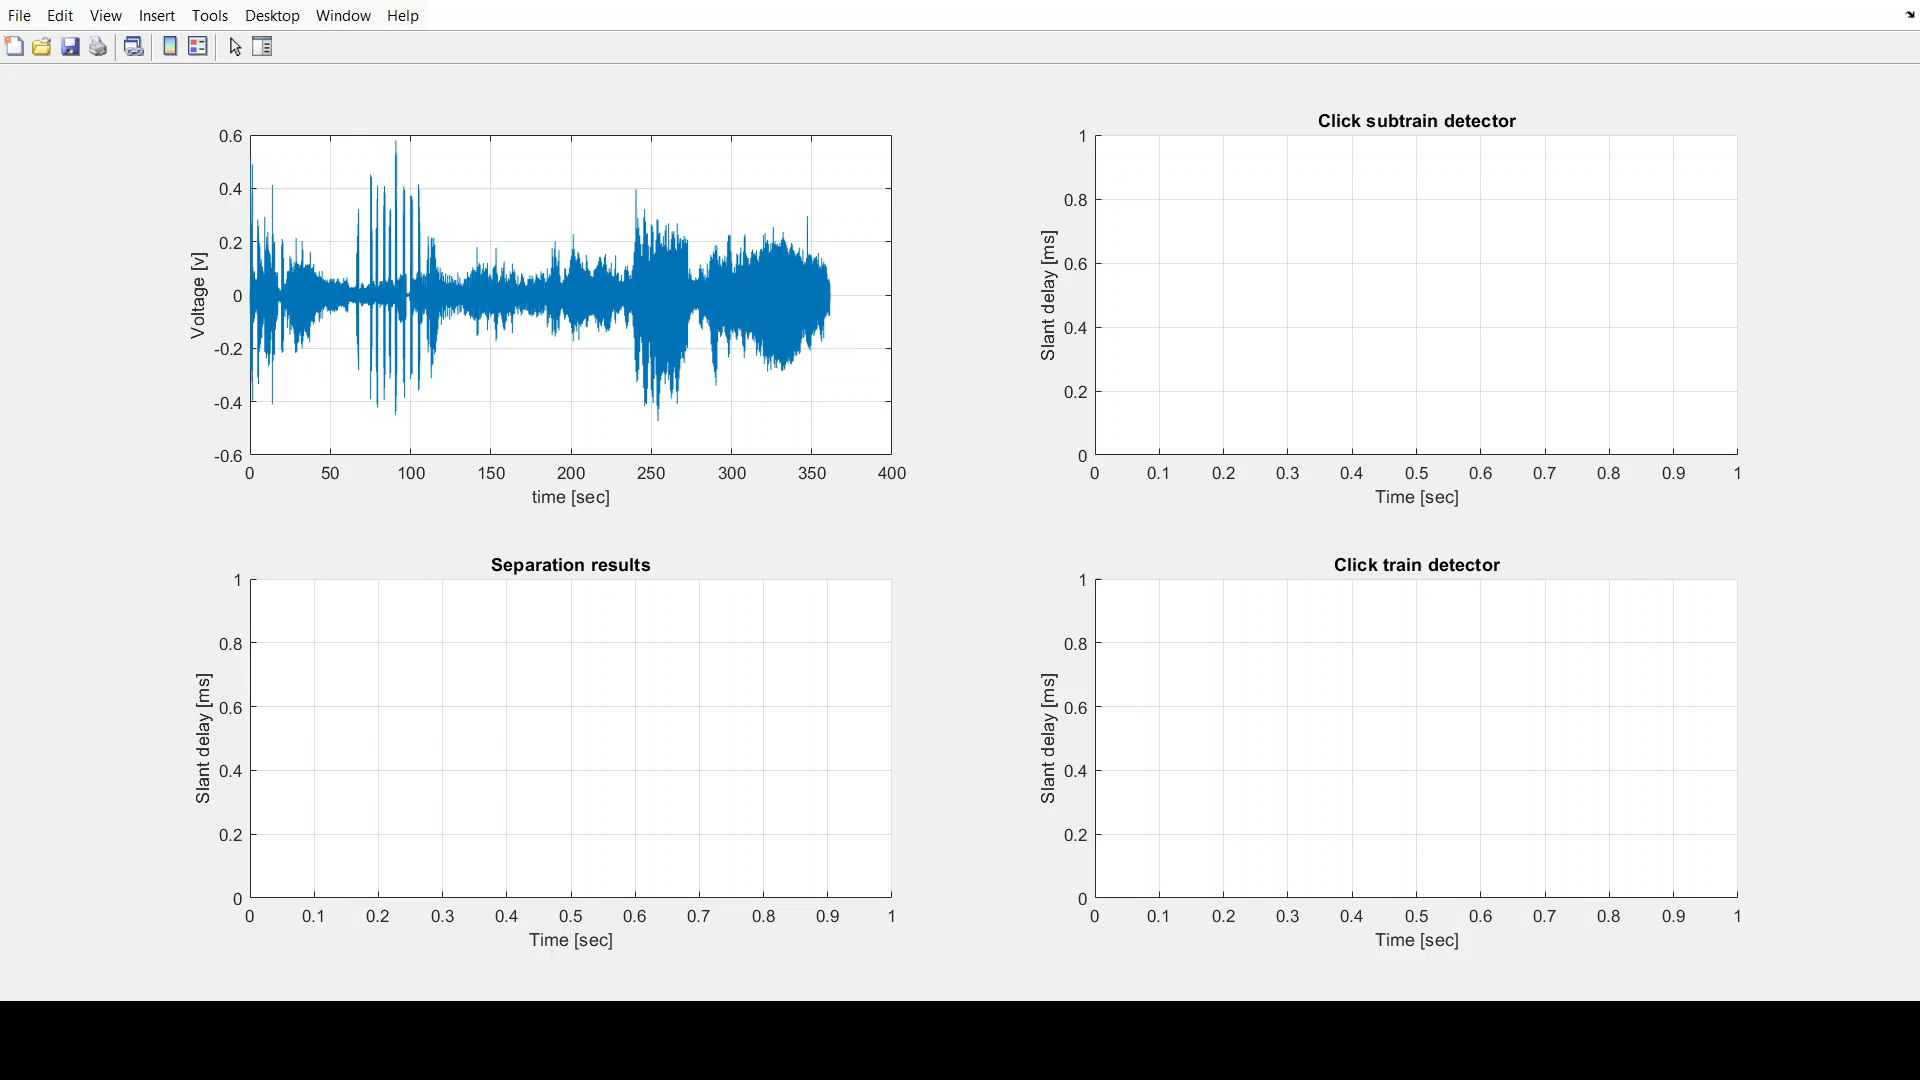 File Edit View Insert Tools Desktop Window Help
0.6
0.4
0.2
0
-0.2
-0.4
-0.6
Voltage [v]
0 50 100 150 200 250 300 350 400
time [sec]
Click subtrain detector
1
0.8
0.6
0.4
0.2
0
Slant delay [ms]
0 0.1 0.2 0.3 0.4 0.5 0.6 0.7 0.8 0.9 1
Time [sec]
Separation results
1
0.8
0.6
0.4
0.2
0
Slant delay [ms]
0 0.1 0.2 0.3 0.4 0.5 0.6 0.7 0.8 0.9 1
Time [sec]
Click train detector
1
0.8
0.6
0.4
0.2
0
Slant delay [ms]
0 0.1 0.2 0.3 0.4 0.5 0.6 0.7 0.8 0.9 1
Time [sec]